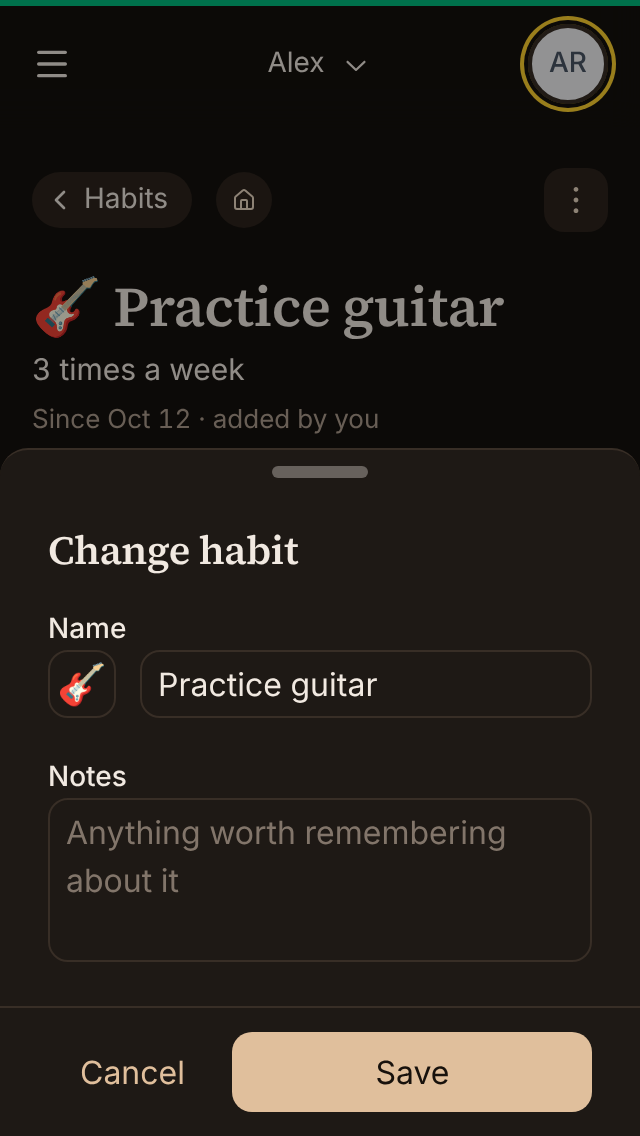 Alex
AR
Habits
Practice guitar
3 times a week
Since Oct 12 · added by you
Change habit
Name
Practice guitar
Notes
Anything worth remembering
about it
Cancel
Save